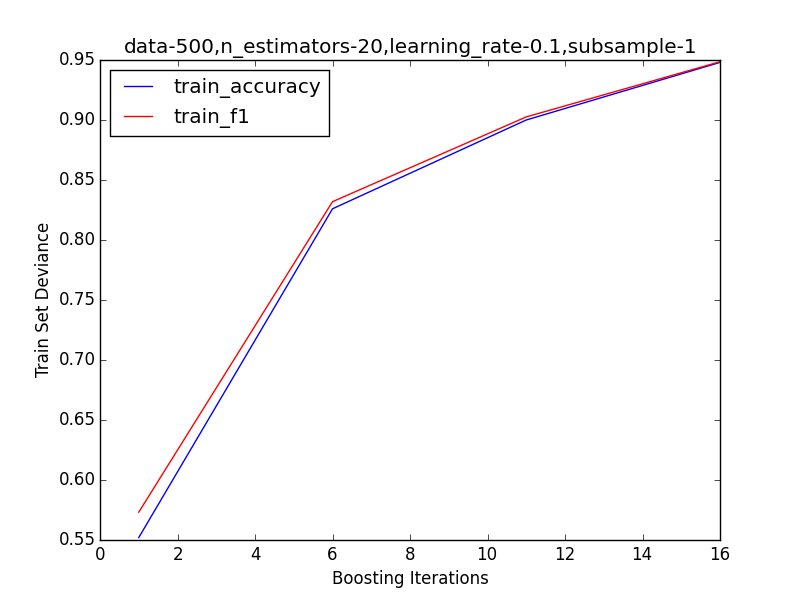 data-500,n_estimators-20,learning_rate-0.1,subsample-1
train_accuracy
train_f1
Train Set Deviance
0.95
0.90
0.85
0.80
0.75
0.70
0.65
0.60
0.55
0 2 4 6 8 10 12 14 16
Boosting Iterations